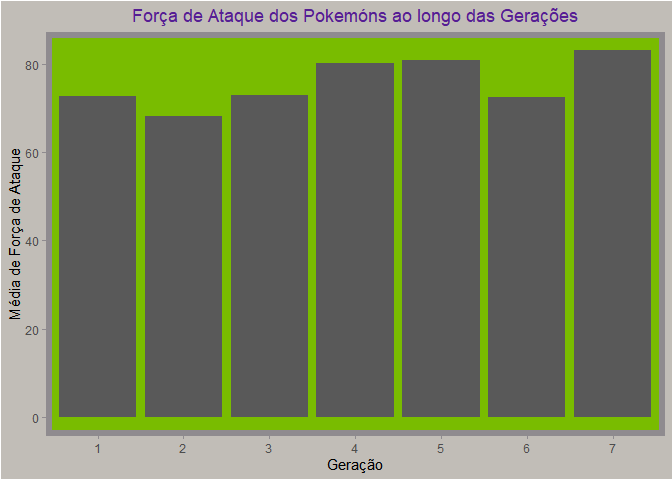 Força de Ataque dos Pokemóns ao longo das Gerações
Média de Força de Ataque
80
60
40
20
0
1 2 3 4 5 6 7
Geração